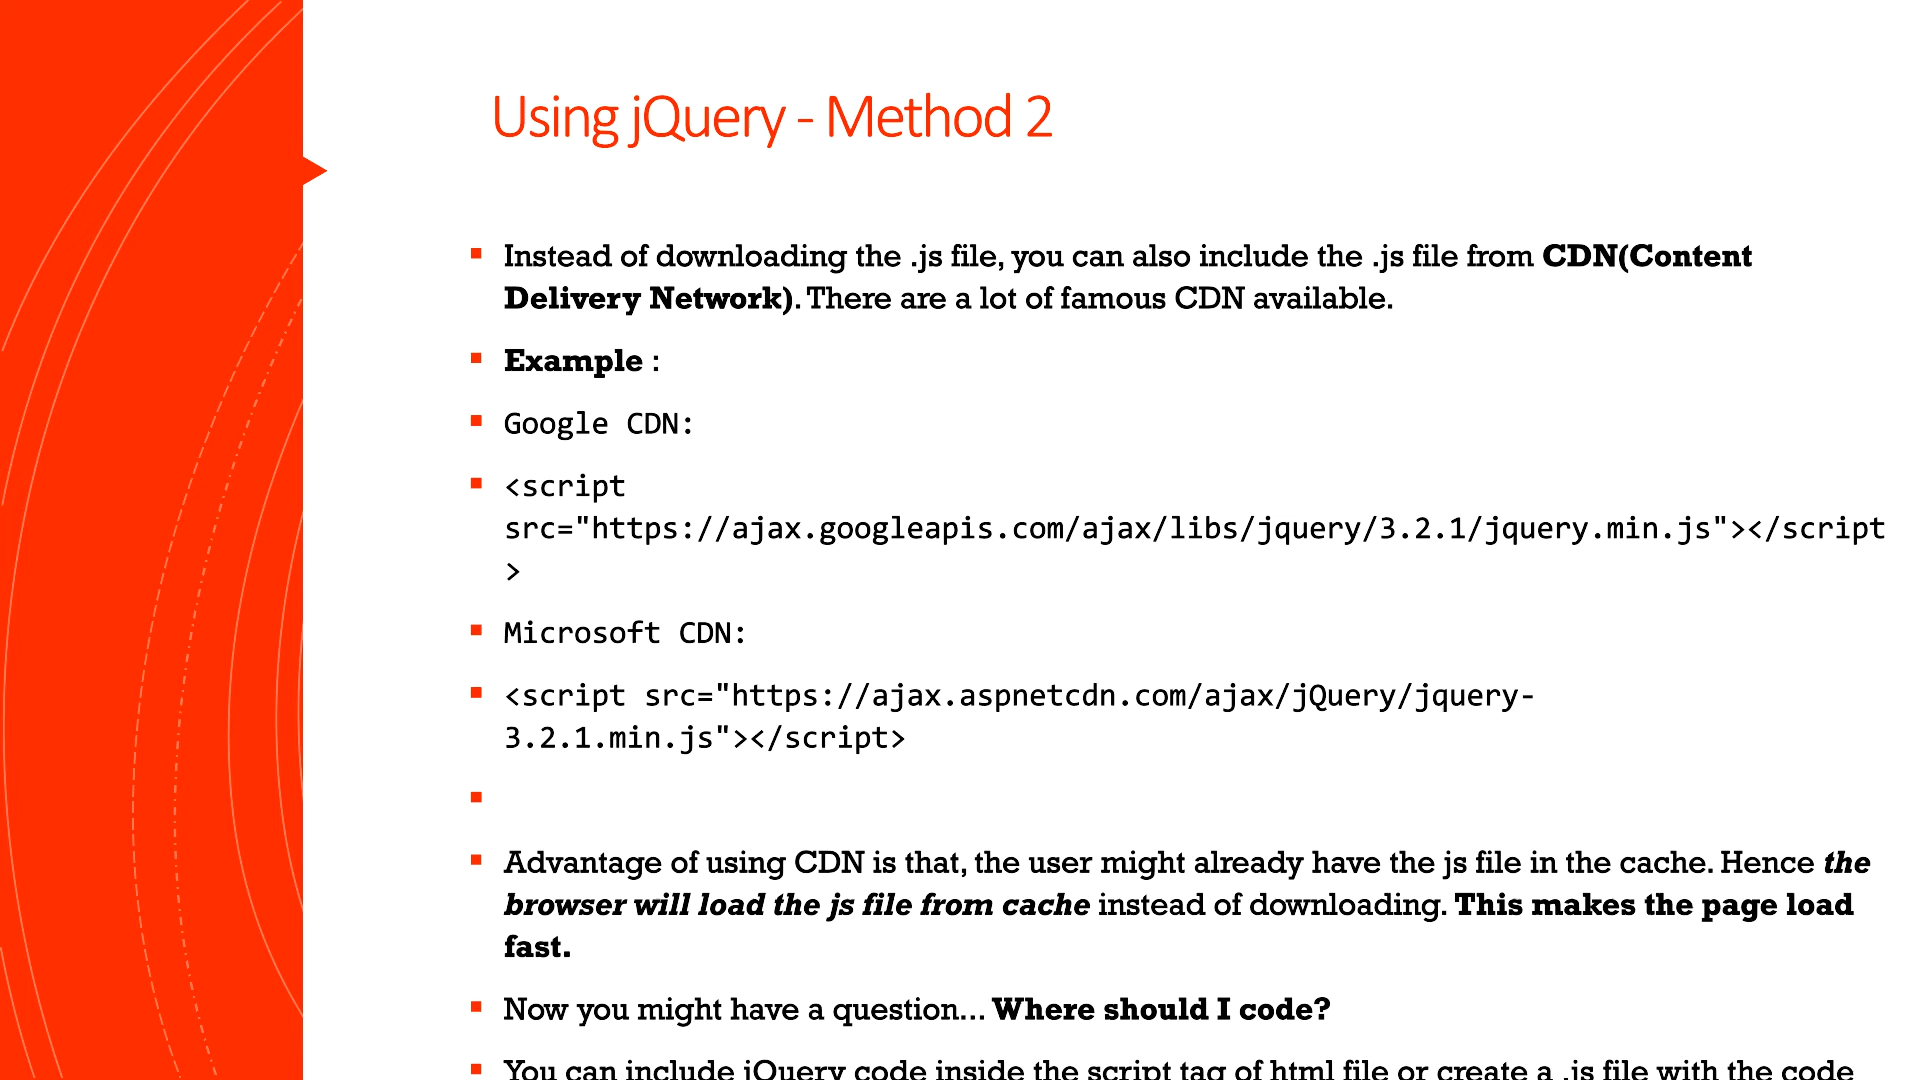 Using jQuery - Method 2
Instead of downloading the .js file, you can also include the .js file from CDN(Content
Delivery Network). There are a lot of famous CDN available.
Example :
Google CDN:
<script
src="https://ajax.googleapis.com/ajax/libs/jquery/3.2.1/jquery.min.js"></script
>
Microsoft CDN:
<script src="https://ajax.aspnetcdn.com/ajax/jQuery/jquery-
3.2.1.min.js"></script>
Advantage of using CDN is that, the user might already have the js file in the cache. Hence the
browser will load the js file from cache instead of downloading. This makes the page load
fast.
Now you might have a question... Where should I code?
You can include jQuery code inside the script tag of html file or create a .js file with the code